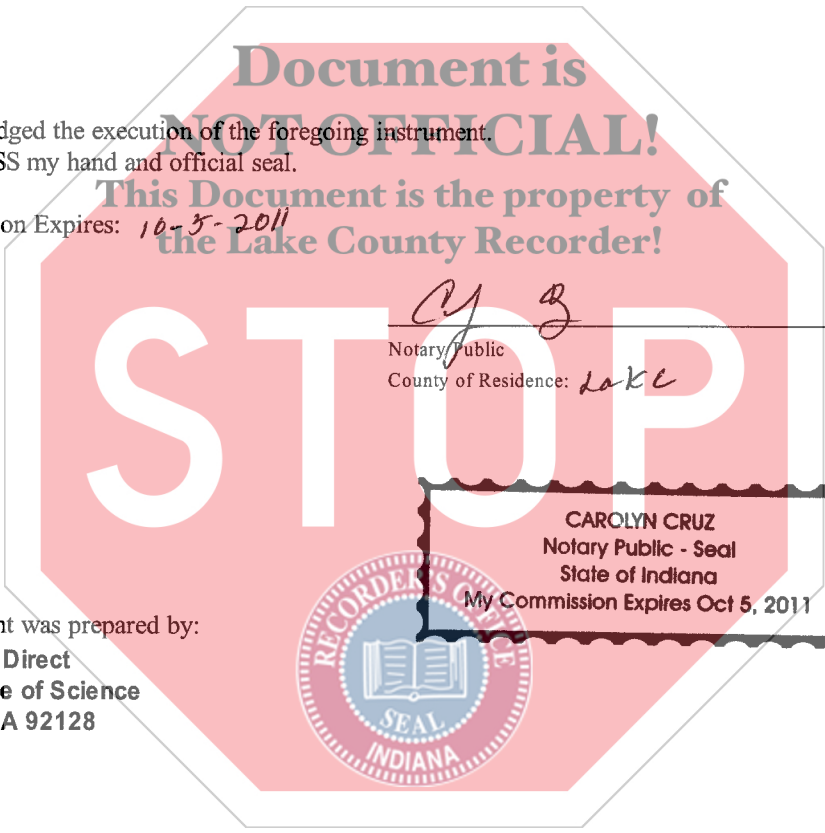 Document is
NOT OFFICIAL!
dged the execution of the foregoing instrument.
SS my hand and official seal.
This Document is the property of
on Expires: 10-5-2011
the Lake County Recorder!
STOP
Notary Public
County of Residence: Lake
CAROLYN CRUZ
Notary Public - Seal
State of Indiana
My Commission Expires Oct 5, 2011
nt was prepared by:
Direct
e of Science
A 92128
RECORDER'S OFFICE
SEAL
INDIANA